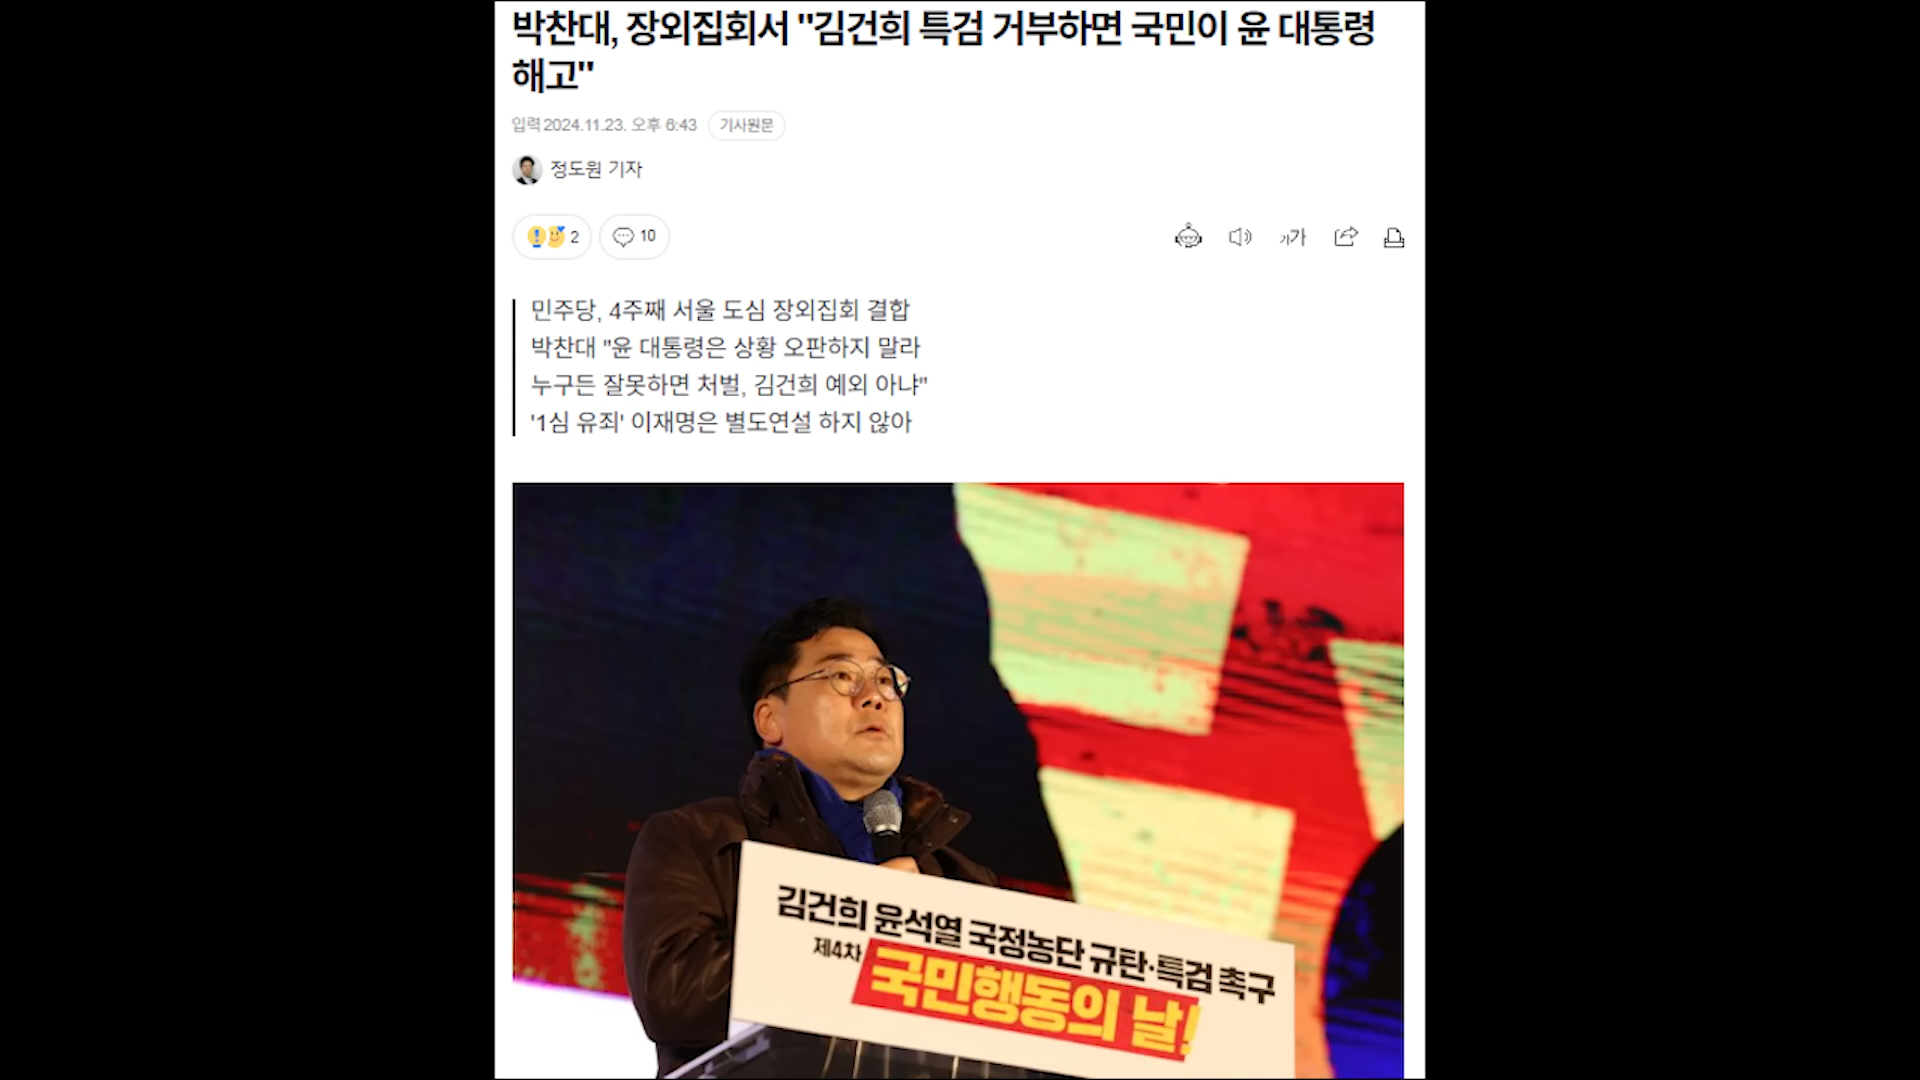 박찬대, 장외집회서 "김건희 특검 거부하면 국민이 윤 대통령
해고"
입력 2024.11.23. 오후 6:43 기사원문
정도원 기자
2 10 가가
민주당, 4주째 서울 도심 장외집회 결합
박찬대 "윤 대통령은 상황 오판하지 말라
누구든 잘못하면 처벌, 김건희 예외 아냐"
'1심 유죄' 이재명은 별도연설 하지 않아
김건희 윤석열 국정농단 규탄·특검 촉구
제4차 국민행동의 날!